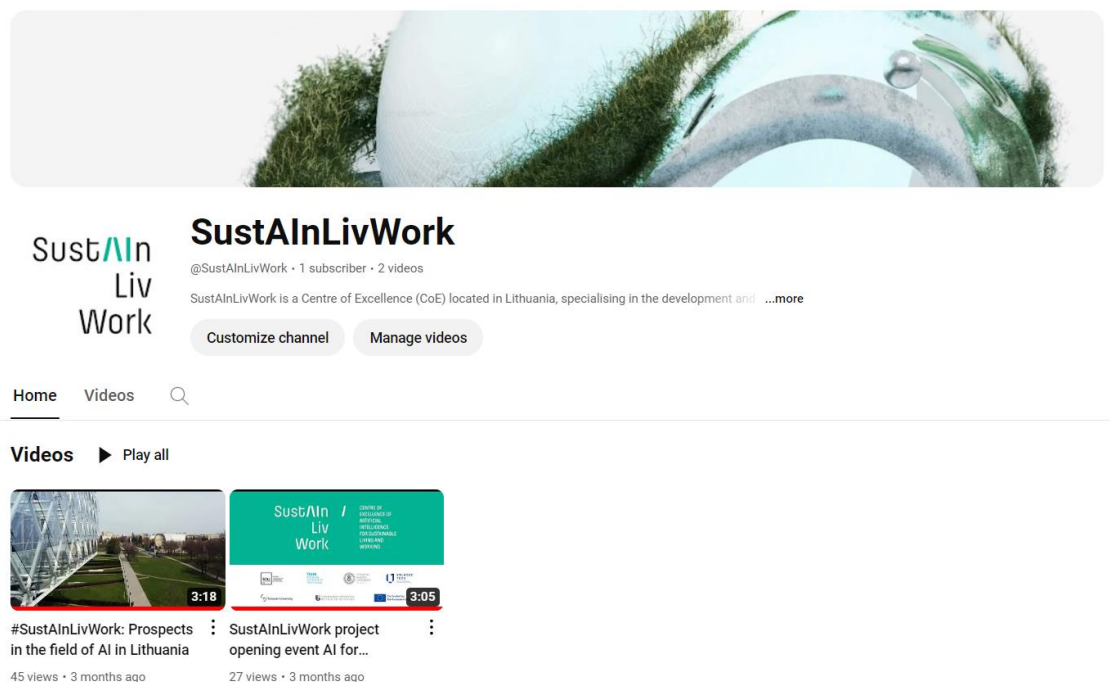 Sust/\In
Liv
Work
SustAInLivWork
@SustAInLivWork • 1 subscriber • 2 videos
SustAInLivWork is a Centre of Excellence (CoE) located in Lithuania, specialising in the development and ...more
Customize channel
Manage videos
Home
Videos
Videos
Play all
3:18
SustAIn /
Liv
Work
CENTRE OF
EXCELLENCE OF
ARTIFICIAL
INTELLIGENCE
FOR SUSTAINABLE
LIVING AND
WORKING
3:05
#SustAInLivWork: Prospects
in the field of AI in Lithuania
45 views • 3 months ago
SustAInLivWork project
opening event AI for...
27 views • 3 months ago